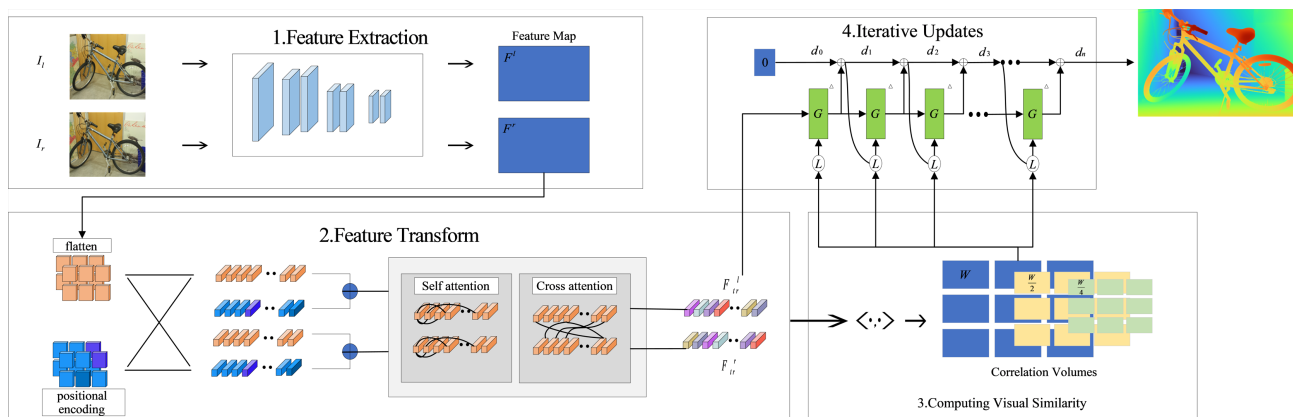 1.Feature Extraction
Feature Map
I_l
F^l
I_r
F^r
4.Iterative Updates
0
d_0
d_1
d_2
d_3
d_n
△
△
△
△
G
G
G
G
L
L
L
L
2.Feature Transform
flatten
positional
encoding
Self attention
Cross attention
F_tr^l
F_tr^r
<·,·>
W
W/2
W/4
Correlation Volumes
3.Computing Visual Similarity